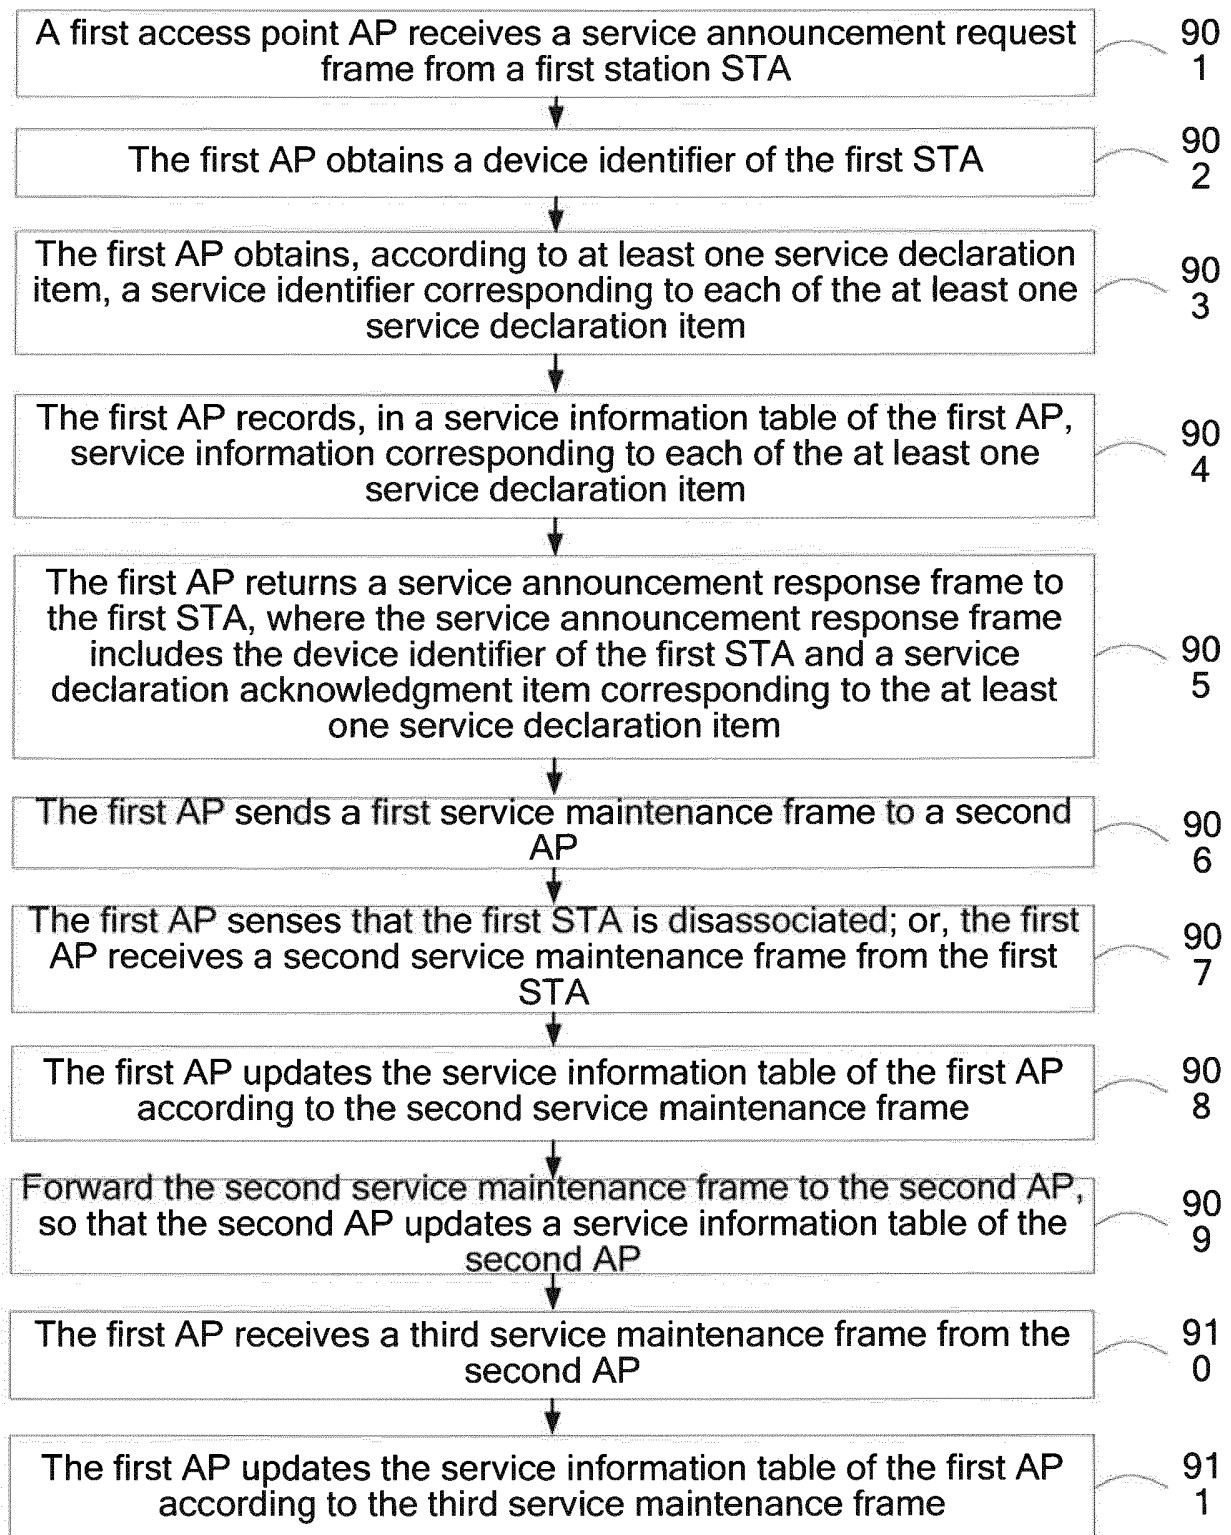 A first access point AP receives a service announcement request
frame from a first station STA
90
1
The first AP obtains a device identifier of the first STA
90
2
The first AP obtains, according to at least one service declaration
item, a service identifier corresponding to each of the at least one
service declaration item
90
3
The first AP records, in a service information table of the first AP,
service information corresponding to each of the at least one
service declaration item
90
4
The first AP returns a service announcement response frame to
the first STA, where the service announcement response frame
includes the device identifier of the first STA and a service
declaration acknowledgment item corresponding to the at least
one service declaration item
90
5
The first AP sends a first service maintenance frame to a second
AP
90
6
The first AP senses that the first STA is disassociated; or, the first
AP receives a second service maintenance frame from the first
STA
90
7
The first AP updates the service information table of the first AP
according to the second service maintenance frame
90
8
Forward the second service maintenance frame to the second AP,
so that the second AP updates a service information table of the
second AP
90
9
The first AP receives a third service maintenance frame from the
second AP
91
0
The first AP updates the service information table of the first AP
according to the third service maintenance frame
91
1